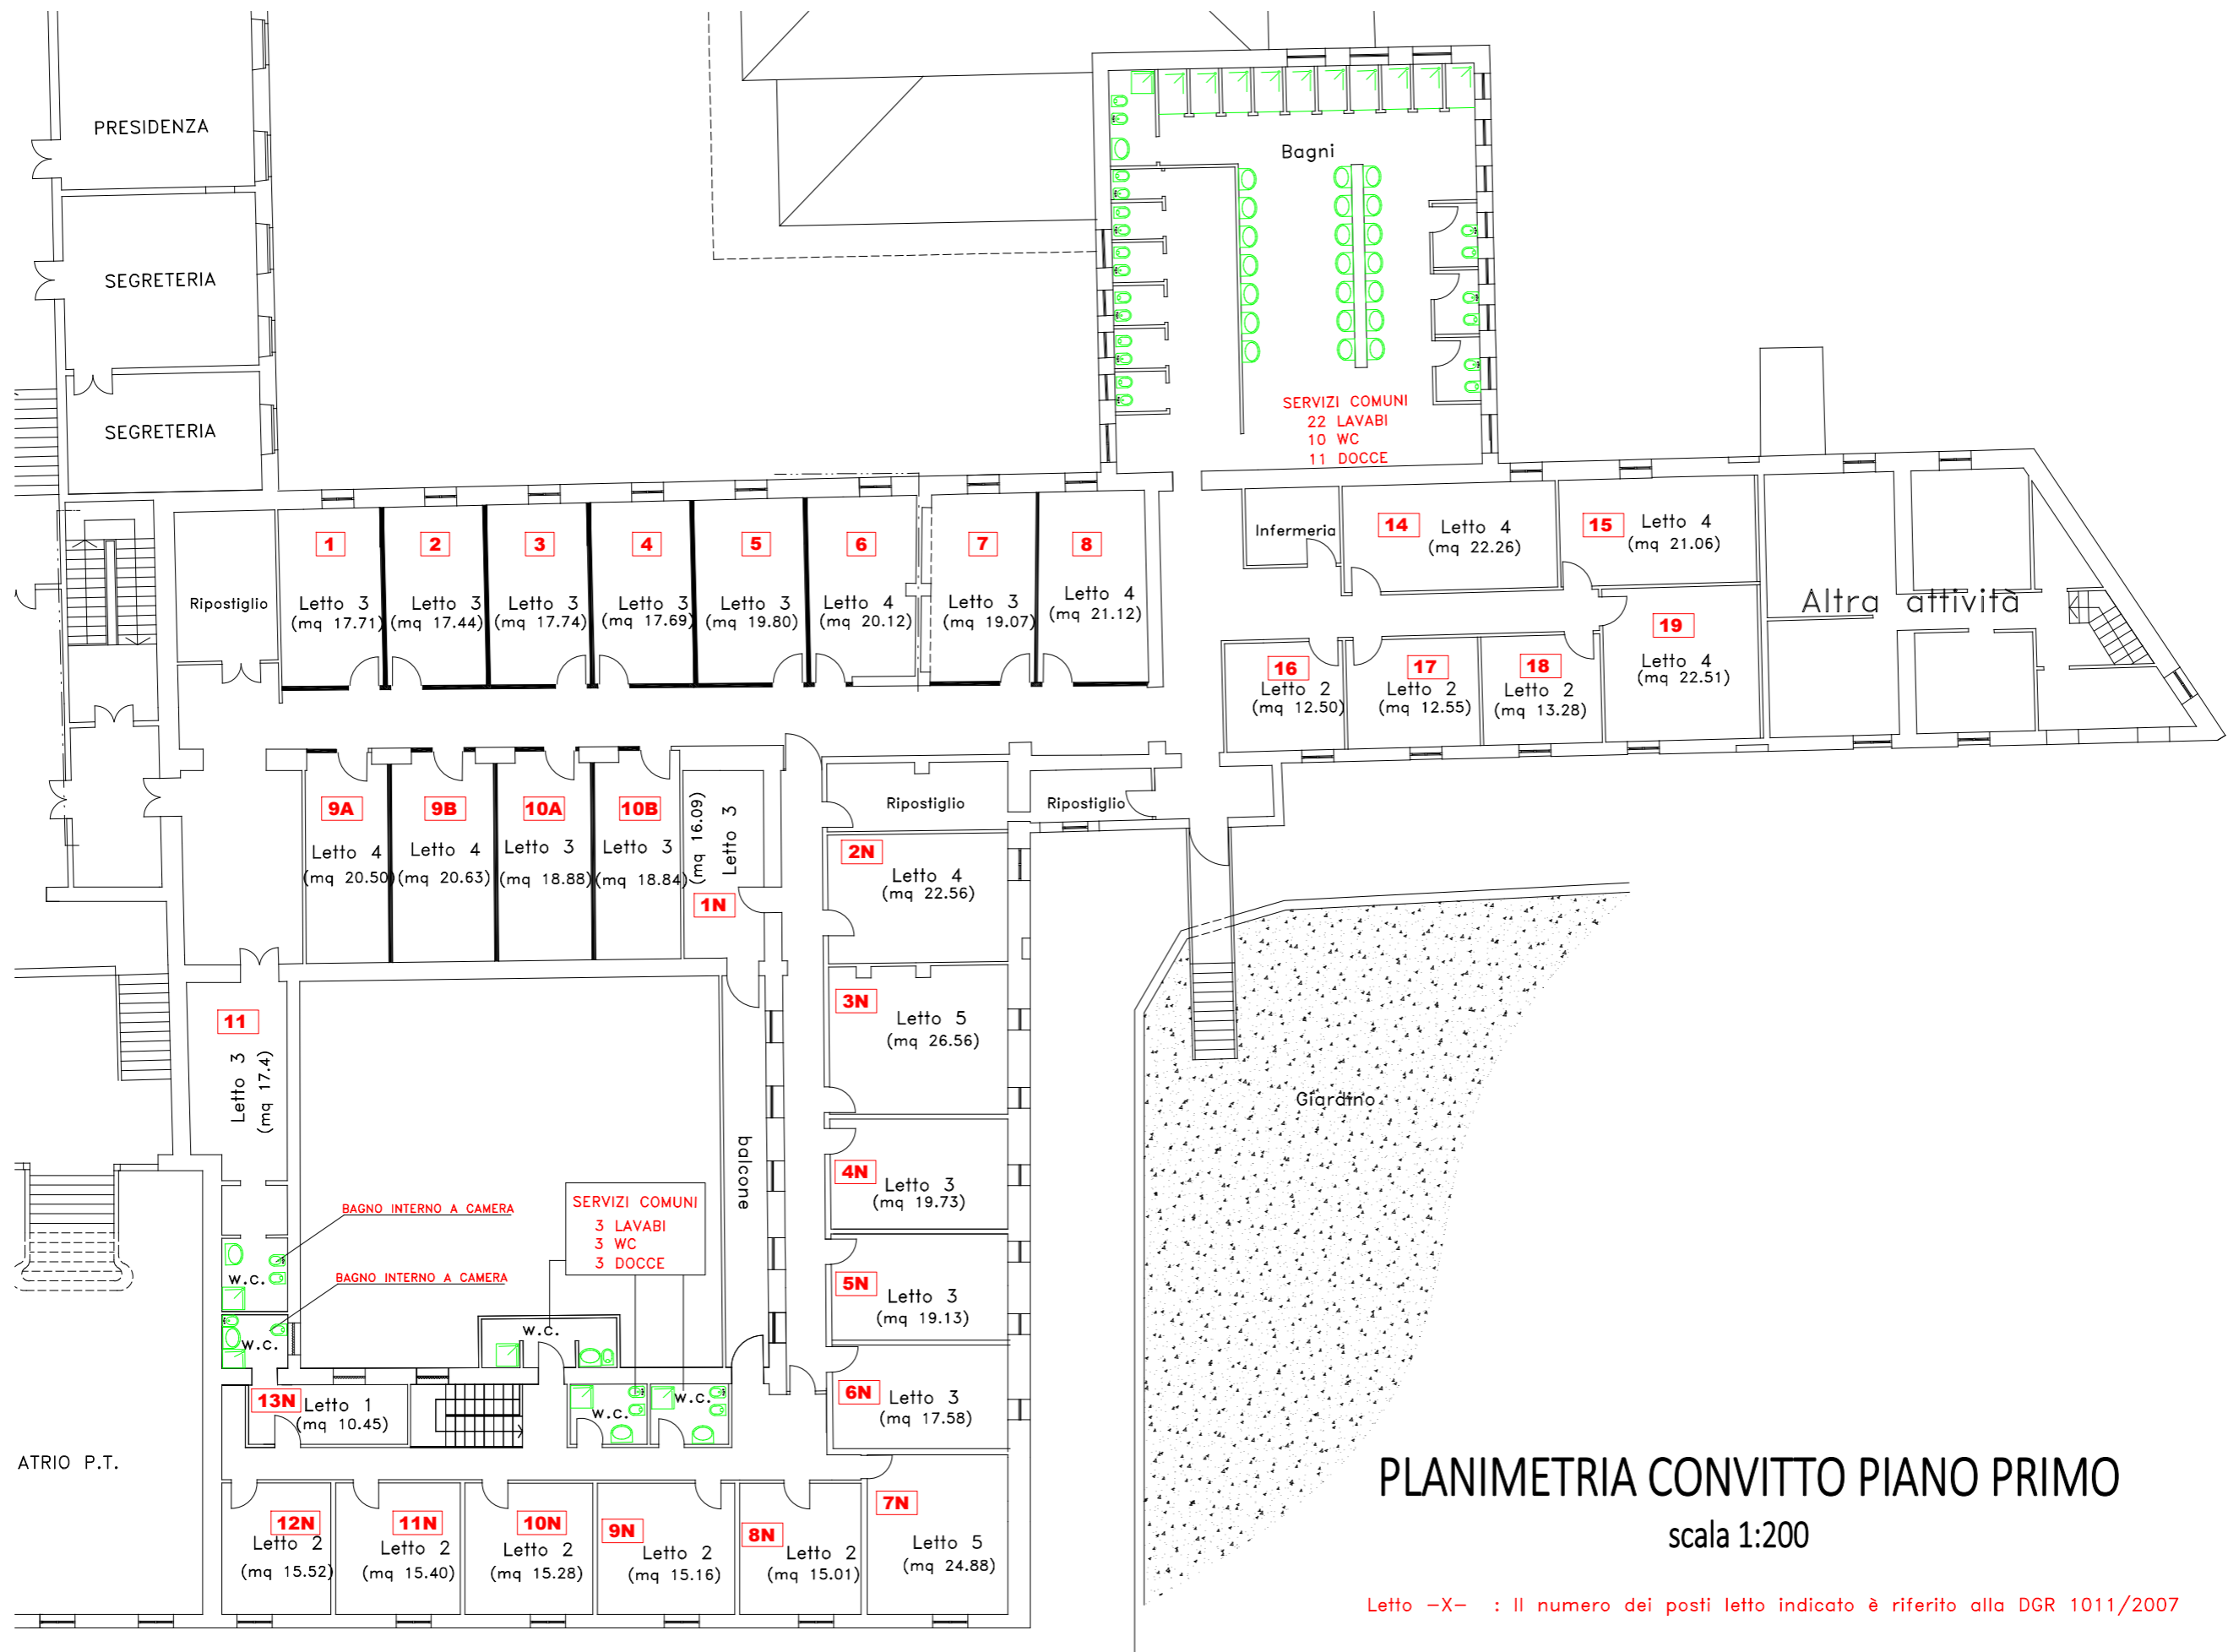 PRESIDENZA
SEGRETERIA
SEGRETERIA
Bagni
SERVIZI COMUNI
22 LAVABI
10 WC
11 DOCCE
Ripostiglio
1
Letto 3
(mq 17.71)
2
Letto 3
(mq 17.44)
3
Letto 3
(mq 17.74)
4
Letto 3
(mq 17.69)
5
Letto 3
(mq 19.80)
6
Letto 4
(mq 20.12)
7
Letto 3
(mq 19.07)
8
Letto 4
(mq 21.12)
Infermeria
14
Letto 4
(mq 22.26)
15
Letto 4
(mq 21.06)
16
Letto 2
(mq 12.50)
17
Letto 2
(mq 12.55)
18
Letto 2
(mq 13.28)
19
Letto 4
(mq 22.51)
Altra attività
9A
Letto 4
(mq 20.50)
9B
Letto 4
(mq 20.63)
10A
Letto 3
(mq 18.88)
10B
Letto 3
(mq 18.84)
1N
Letto 3
(mq 16.09)
Ripostiglio
Ripostiglio
2N
Letto 4
(mq 22.56)
3N
Letto 5
(mq 26.56)
11
Letto 3
(mq 17.4)
Giardino
balcone
4N
Letto 3
(mq 19.73)
BAGNO INTERNO A CAMERA
W.C.
BAGNO INTERNO A CAMERA
W.C.
SERVIZI COMUNI
3 LAVABI
3 WC
3 DOCCE
W.C.
W.C.
W.C.
5N
Letto 3
(mq 19.13)
6N
Letto 3
(mq 17.58)
13N
Letto 1
(mq 10.45)
ATRIO P.T.
12N
Letto 2
(mq 15.52)
11N
Letto 2
(mq 15.40)
10N
Letto 2
(mq 15.28)
9N
Letto 2
(mq 15.16)
8N
Letto 2
(mq 15.01)
7N
Letto 5
(mq 24.88)
PLANIMETRIA CONVITTO PIANO PRIMO
scala 1:200
Letto -X- : Il numero dei posti letto indicato è riferito alla DGR 1011/2007